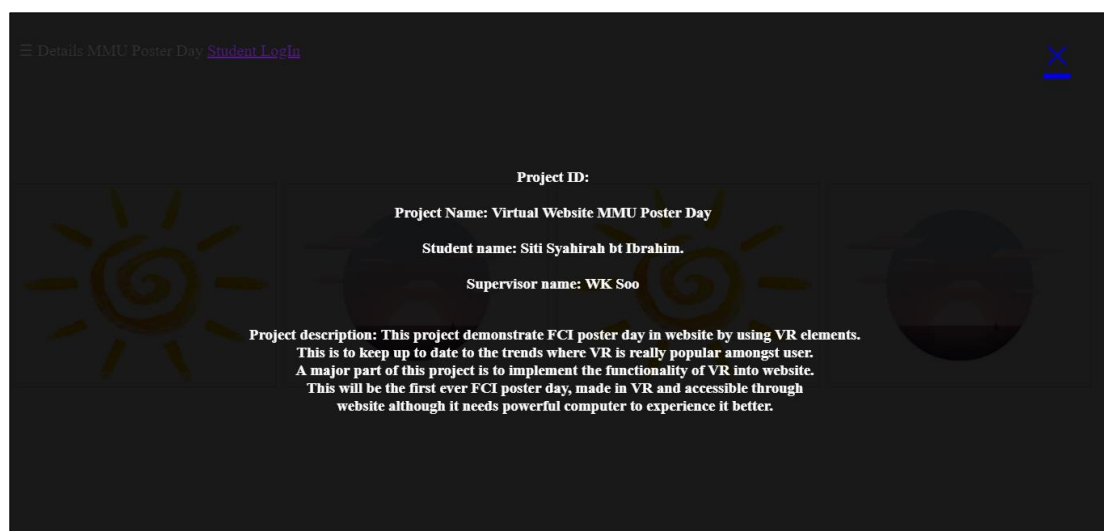 ☰ Details MMU Poster Day Student LogIn
×
Project ID:
Project Name: Virtual Website MMU Poster Day
Student name: Siti Syahirah bt Ibrahim.
Supervisor name: WK Soo
Project description: This project demonstrate FCI poster day in website by using VR elements.
This is to keep up to date to the trends where VR is really popular amongst user.
A major part of this project is to implement the functionality of VR into website.
This will be the first ever FCI poster day, made in VR and accessible through
website although it needs powerful computer to experience it better.